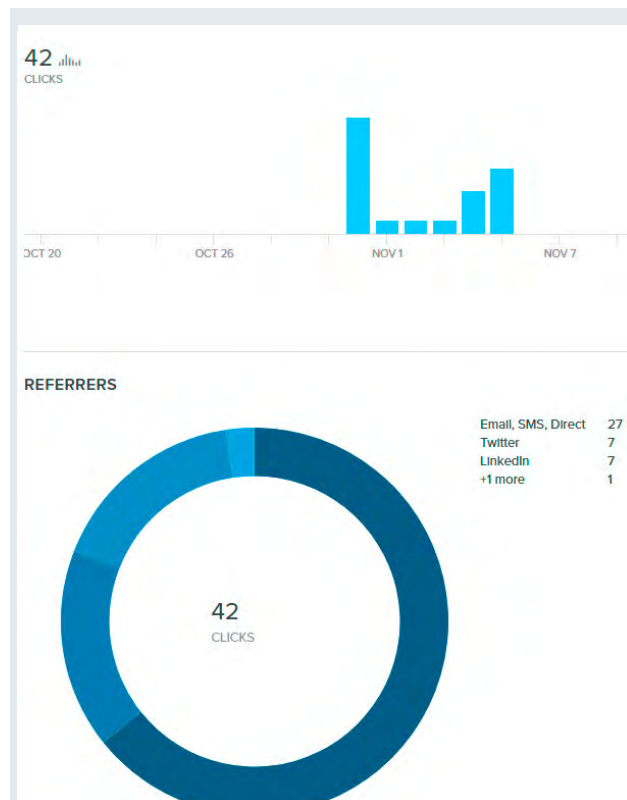 42
CLICKS
OCT 20 OCT 26 NOV 1 NOV 7
REFERRERS
Email, SMS, Direct 27
Twitter 7
LinkedIn 7
+1 more 1
42
CLICKS